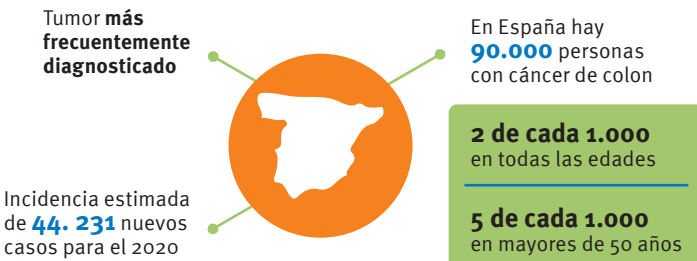 Tumor más
frecuentemente
diagnosticado
En España hay
90.000 personas
con cáncer de colon
2 de cada 1.000
en todas las edades
5 de cada 1.000
en mayores de 50 años
Incidencia estimada
de 44. 231 nuevos
casos para el 2020